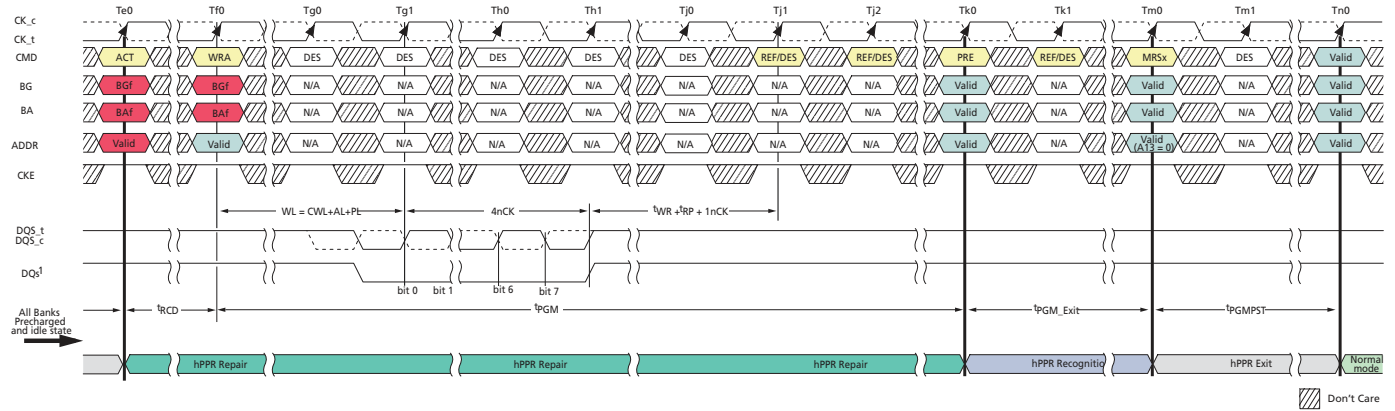 Te0 Tf0 Tg0 Tg1 Th0 Th1 Tj0 Tj1 Tj2 Tk0 Tk1 Tm0 Tm1 Tn0
CK_c
CK_t
CMD ACT WRA DES DES DES DES DES REF/DES REF/DES PRE REF/DES MRSx DES Valid
BG BGf BGf N/A N/A N/A N/A N/A N/A N/A Valid N/A Valid N/A Valid
BA BAf BAf N/A N/A N/A N/A N/A N/A N/A Valid N/A Valid N/A Valid
ADDR Valid Valid N/A N/A N/A N/A N/A N/A N/A Valid N/A Valid (A13 = 0) N/A Valid
CKE
WL = CWL+AL+PL 4nCK tWR + tRP + 1nCK
DQS_t
DQS_c
DQs1
bit 0 bit 1 bit 6 bit 7
All Banks
Precharged
and idle state
tRCD tPGM tPGM_Exit tPGMPST
hPPR Repair hPPR Repair hPPR Repair hPPR Recognitio hPPR Exit Normal
mode
Don't Care